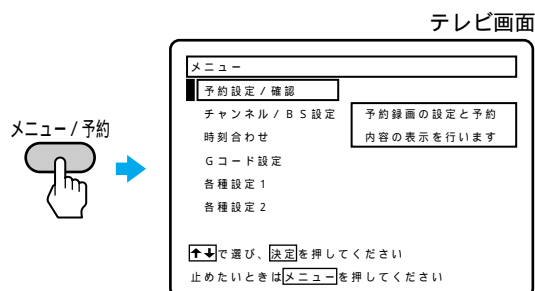 テレビ画面
メニュー
予約設定/確認
チャンネル/BS設定
予約録画の設定と予約
内容の表示を行います
時刻合わせ
Gコード設定
各種設定1
各種設定2
↑↓で選び、決定を押してください
止めたいときはメニューを押してください
メニュー/予約